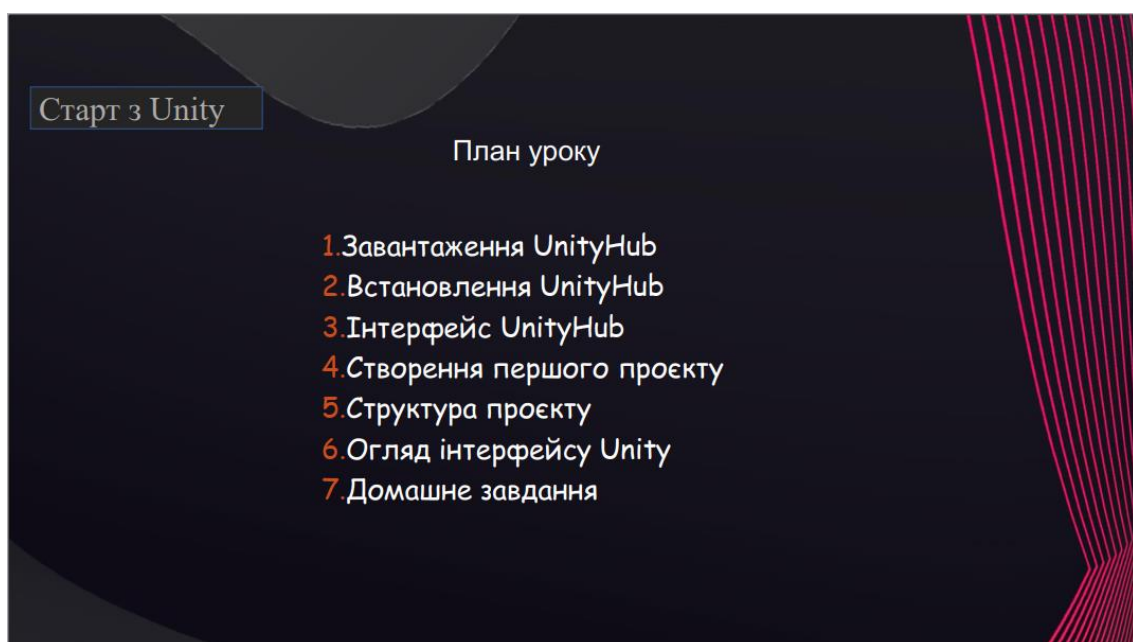 Старт з Unity
План уроку
1.Завантаження UnityHub
2.Встановлення UnityHub
3.Інтерфейс UnityHub
4.Створення першого проєкту
5.Структура проєкту
6.Огляд інтерфейсу Unity
7.Домашне завдання